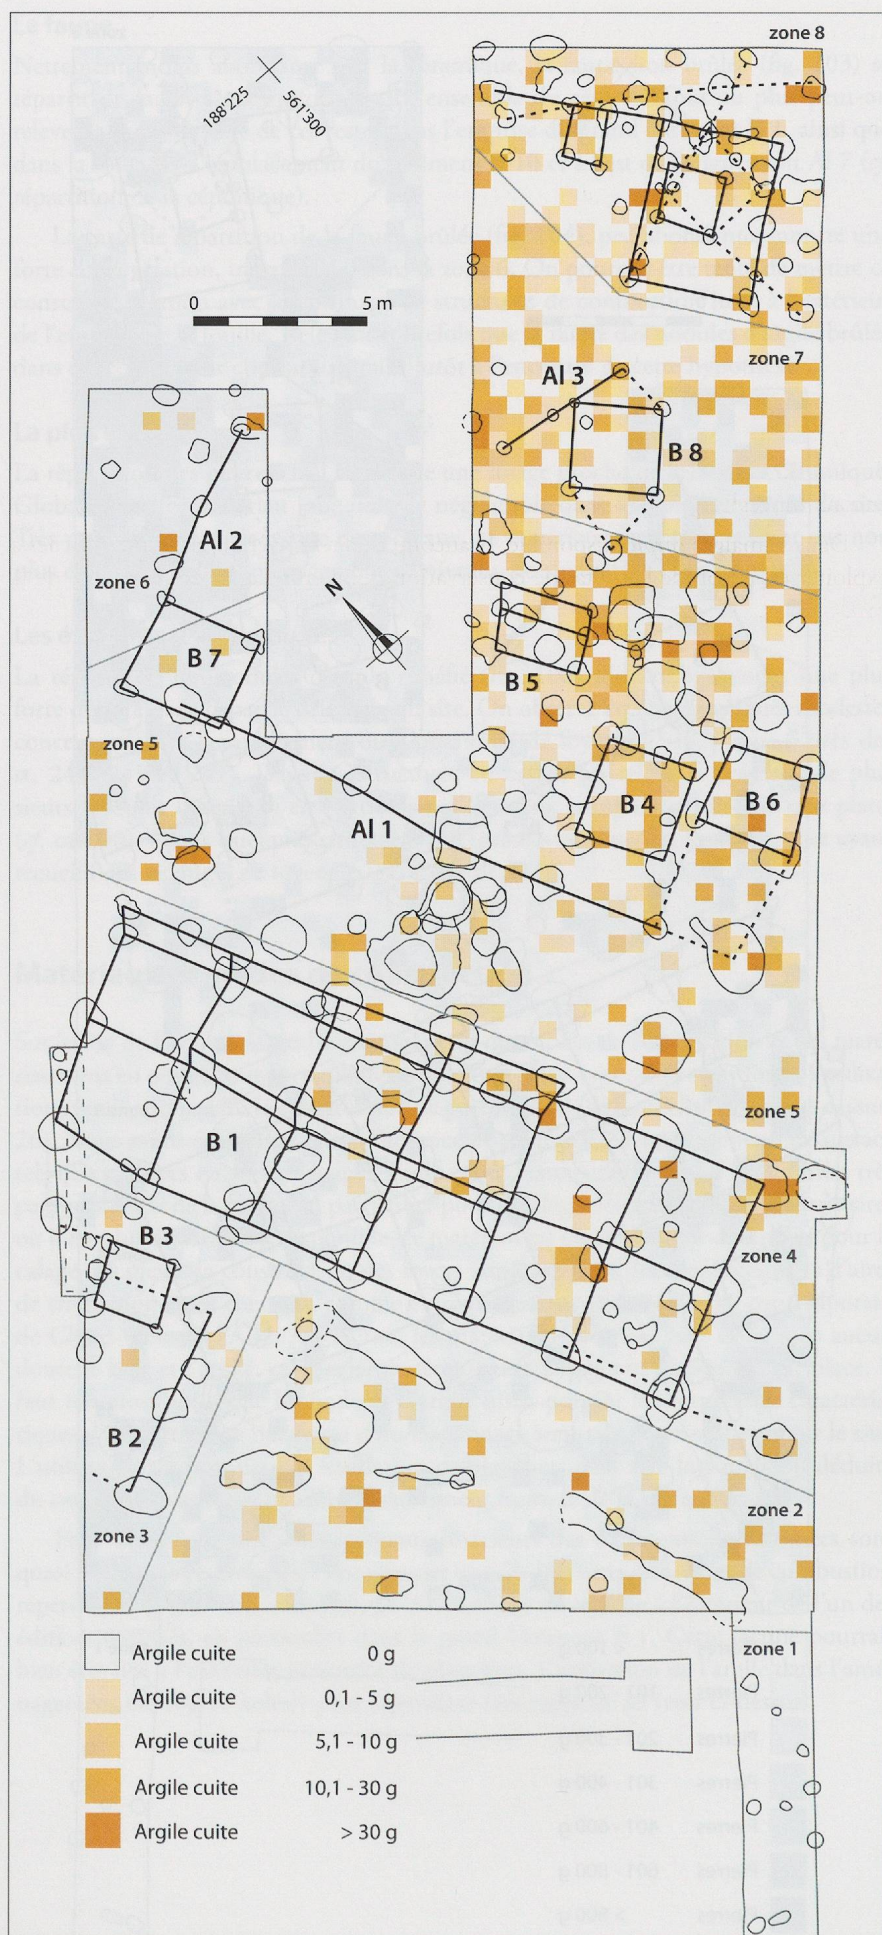 zone 8
188'225
561'300
0 5 m
zone 7
Al 3
B 8
Al 2
zone 6
N
B 7
B 5
zone 5
B 4
B 6
Al 1
zone 5
B 1
B 3
zone 4
B 2
zone 2
zone 3
Argile cuite 0 g
zone 1
Argile cuite 0,1 - 5 g
Argile cuite 5,1 - 10 g
Argile cuite 10,1 - 30 g
Argile cuite > 30 g